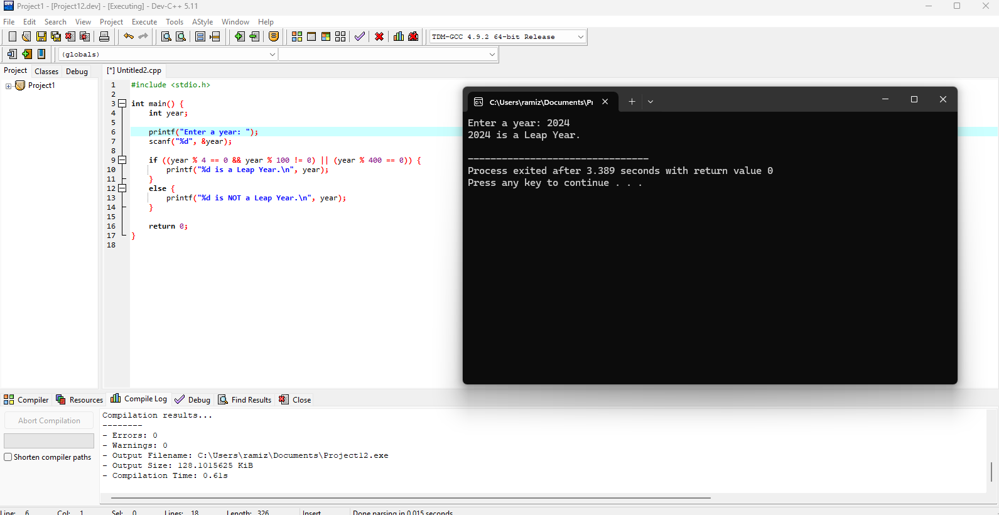 Project1 - [Project12.dev] - [Executing] - Dev-C++ 5.11
File Edit Search View Project Execute Tools AStyle Window Help
TDM-GCC 4.9.2 64-bit Release
(globals)
Project Classes Debug
[*] Untitled2.cpp
Project1
1 #include <stdio.h>
2
3 int main() {
4 int year;
5
6 printf("Enter a year: ");
7 scanf("%d", &year);
8
9 if ((year % 4 == 0 && year % 100 != 0) || (year % 400 == 0)) {
10 printf("%d is a Leap Year.\n", year);
11 }
12 else {
13 printf("%d is NOT a Leap Year.\n", year);
14 }
15
16 return 0;
17 }
18
C:\Users\ramiz\Documents\Pr
Enter a year: 2024
2024 is a Leap Year.
--------------------------------
Process exited after 3.389 seconds with return value 0
Press any key to continue . . .
Compiler Resources Compile Log Debug Find Results Close
Abort Compilation
Shorten compiler paths
Compilation results...
--------
- Errors: 0
- Warnings: 0
- Output Filename: C:\Users\ramiz\Documents\Project12.exe
- Output Size: 128.1015625 KiB
- Compilation Time: 0.61s
Line: 6 Col: 1 Sel: 0 Lines: 18 Length: 326 Insert Done parsing in 0.015 seconds